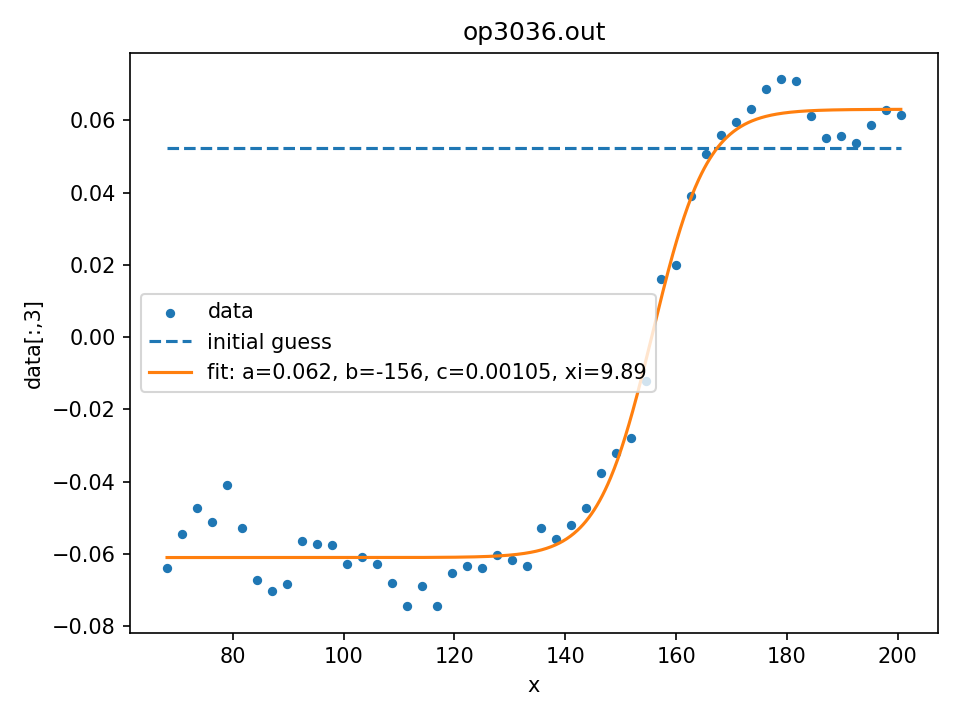 op3036.out
0.06
0.04
0.02
0.00
−0.02
−0.04
−0.06
−0.08
data[:,3]
data
initial guess
fit: a=0.062, b=-156, c=0.00105, xi=9.89
80 100 120 140 160 180 200
x